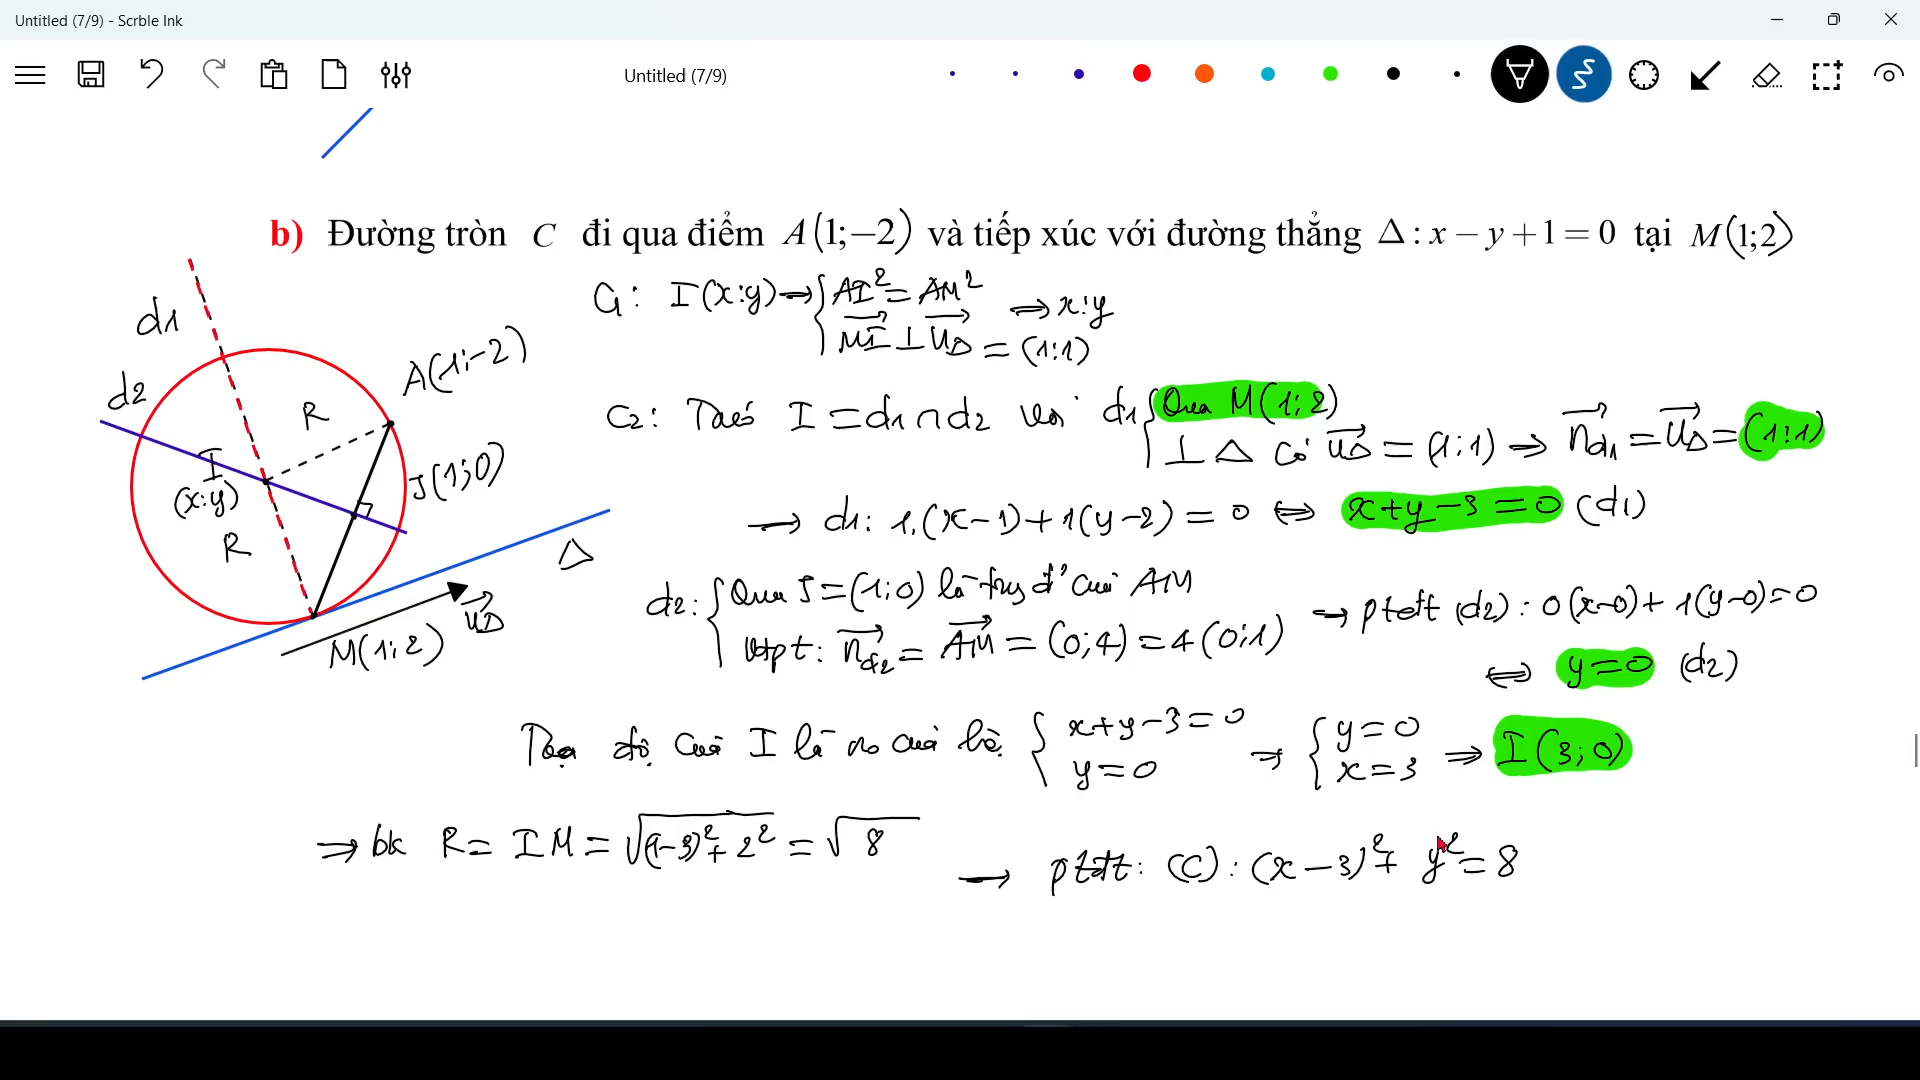 Untitled (7/9) - Scrble Ink
Untitled (7/9)
b) Đường tròn C đi qua điểm A(1;−2) và tiếp xúc với đường thẳng Δ : x − y + 1 = 0 tại M(1;2)
C1: I(x;y) → { AI² = AM²
MI ⊥ uΔ = (1;1)
⇒ x;y
d1
d2
R
A(1;-2)
I
(x;y)
J(1;0)
R
Δ
uΔ
M(1;2)
C2: I = d1 ∩ d2 với d1 { Qua M(1;2)
⊥ Δ có uΔ = (1;1) ⇒ nd1 = uΔ = (1;1)
→ d1: 1.(x-1)+1(y-2) = 0 ⇔ x+y-3=0 (d1)
d2: { Qua J=(1;0) là AM
vtpt: nd2 = AM = (0;4) = 4(0;1)
→ (d2): 0(x-0)+1(y-0)=0
⇔ y=0 (d2)
Tọa độ của I là no của hệ { x+y-3=0
y=0
⇒ { y=0
x=3
⇒ I(3;0)
⇒ bk R= IM = √(1-3)²+2² = √8
→ (C): (x-3)²+ y²=8